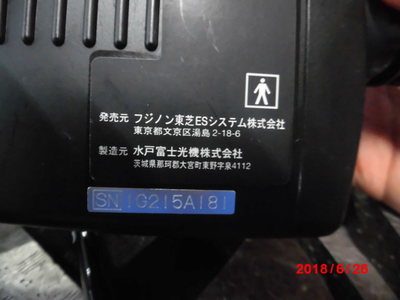 発売元 フジノン東芝ESシステム株式会社
東京都文京区湯島 2-18-6
製造元 水戸富士光機株式会社
茨城県那珂郡大宮町東野字泉4112
SN 1G215A181
2018/6/26